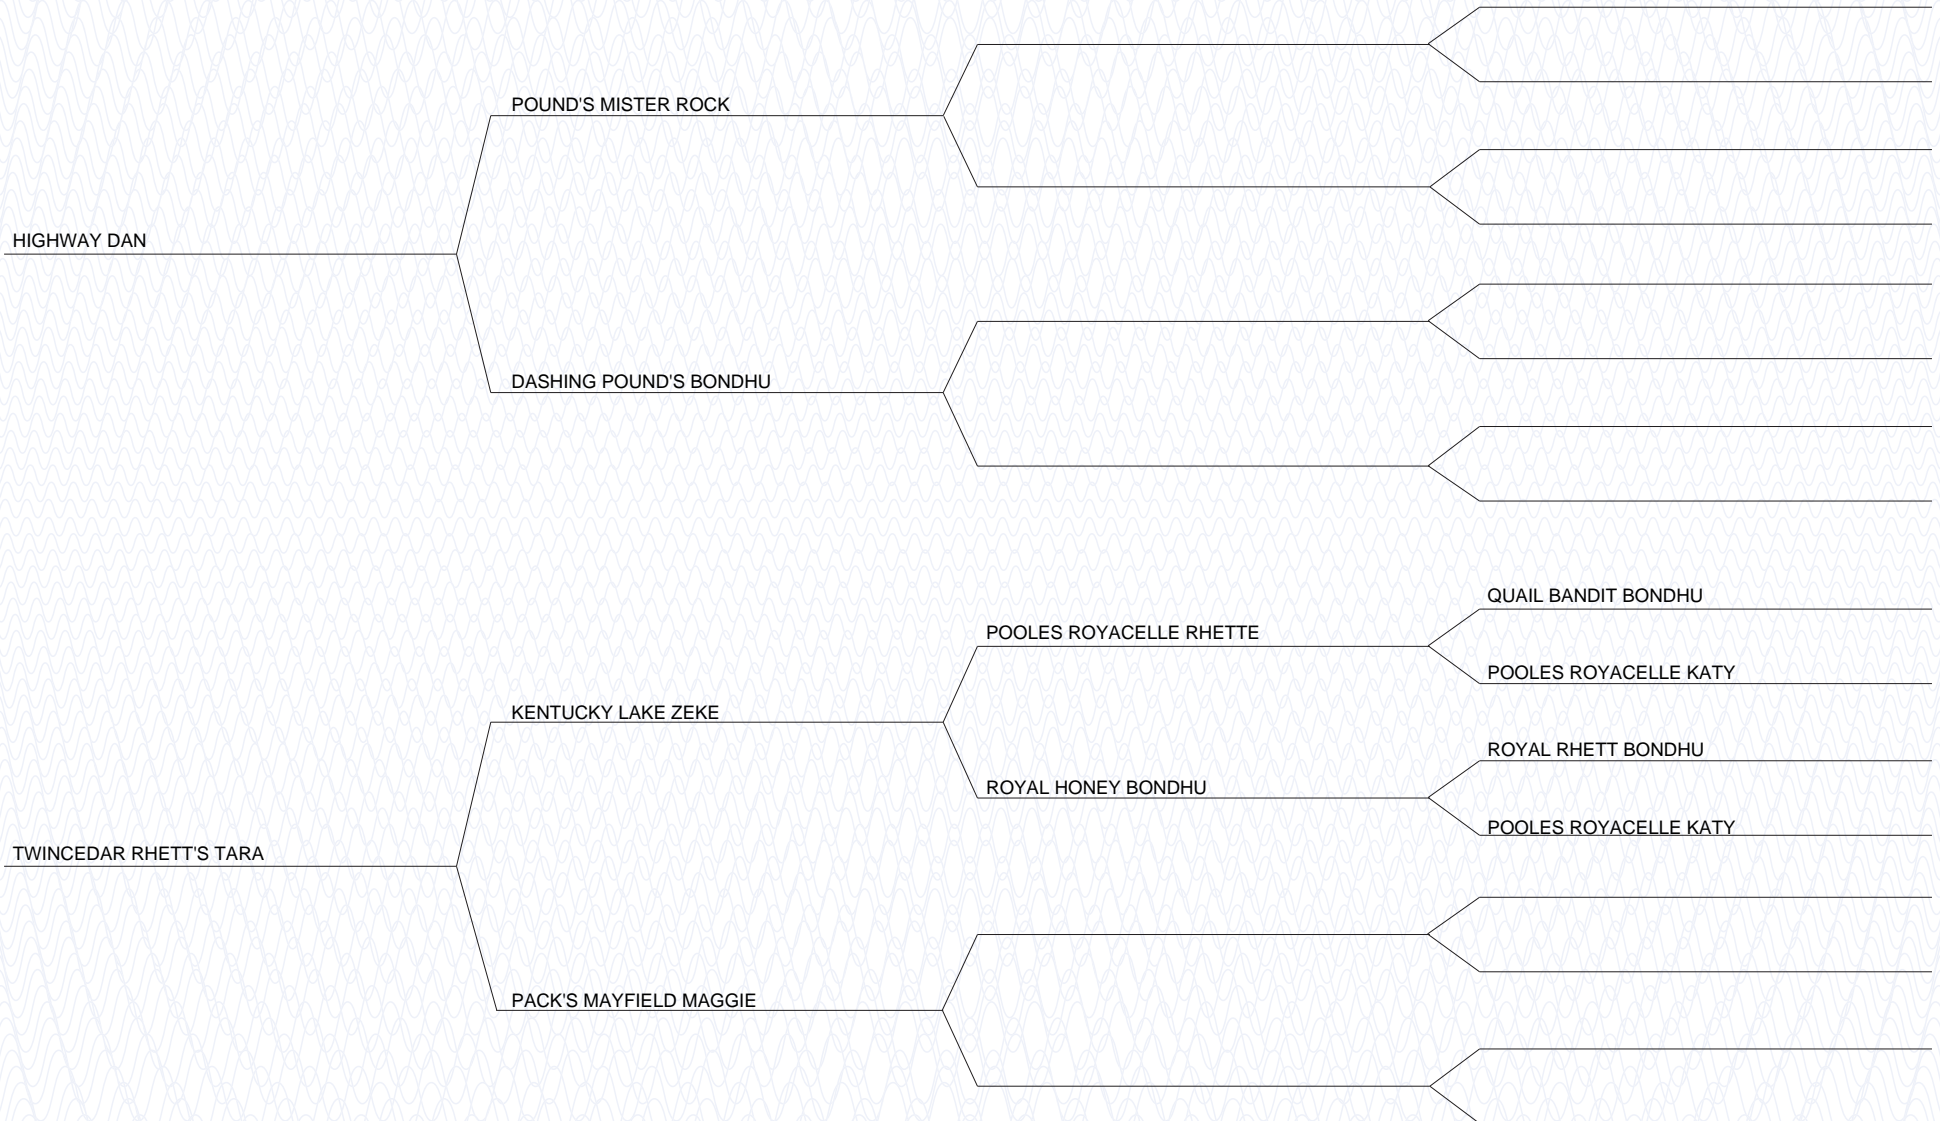 POUND'S MISTER ROCK
HIGHWAY DAN
DASHING POUND'S BONDHU
QUAIL BANDIT BONDHU
POOLES ROYACELLE RHETTE
POOLES ROYACELLE KATY
KENTUCKY LAKE ZEKE
ROYAL RHETT BONDHU
ROYAL HONEY BONDHU
POOLES ROYACELLE KATY
TWINCEDAR RHETT'S TARA
PACK'S MAYFIELD MAGGIE